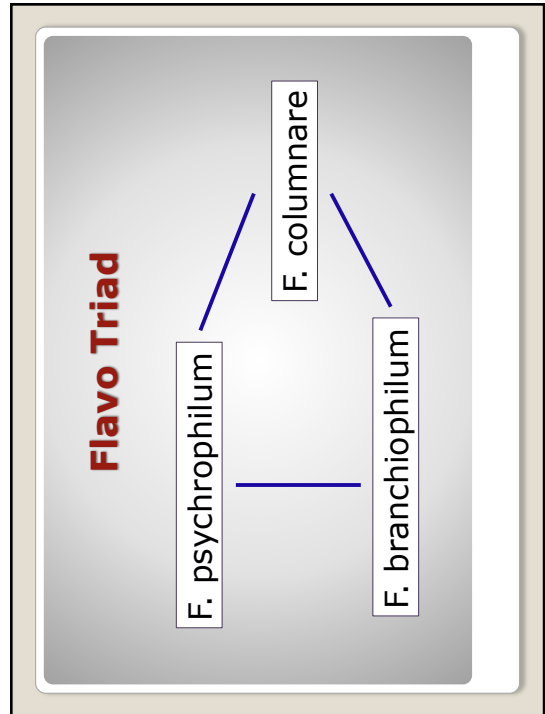 Flavo Triad
F. psychrophilum
F. columnare
F. branchiophilum